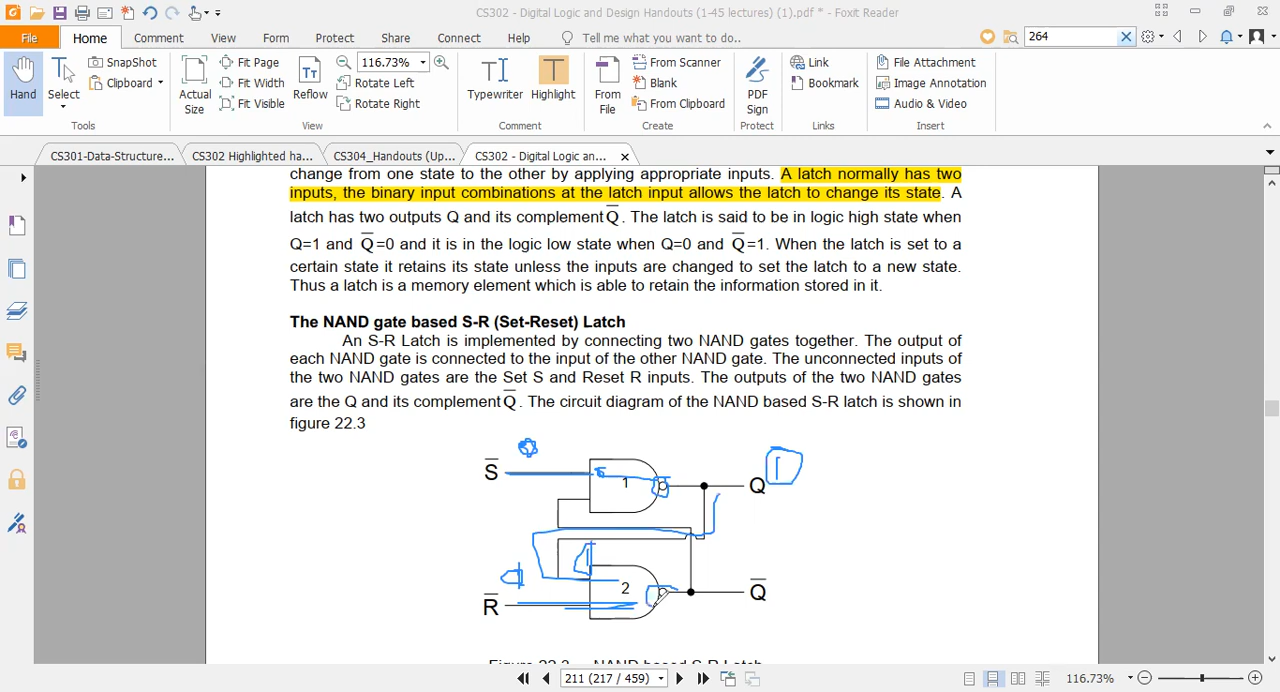 CS302 - Digital Logic and Design Handouts (1-45 lectures) (1).pdf * - Foxit Reader
File Home Comment View Form Protect Share Connect Help Tell me what you want to do.. 264
Hand
Select
SnapShot
Clipboard
Actual Size
Fit Page
Fit Width
Fit Visible
Reflow
116.73%
Rotate Left
Rotate Right
Typewriter
Highlight
From File
From Scanner
Blank
From Clipboard
PDF Sign
Link
Bookmark
File Attachment
Image Annotation
Audio & Video
Tools View Comment Create Protect Links Insert
CS301-Data-Structure... CS302 Highlighted ha... CS304_Handouts (Up... CS302 - Digital Logic an...
change from one state to the other by applying appropriate inputs. A latch normally has two
inputs, the binary input combinations at the latch input allows the latch to change its state. A
latch has two outputs Q and its complement Q̅. The latch is said to be in logic high state when
Q=1 and Q̅=0 and it is in the logic low state when Q=0 and Q̅=1. When the latch is set to a
certain state it retains its state unless the inputs are changed to set the latch to a new state.
Thus a latch is a memory element which is able to retain the information stored in it.
The NAND gate based S-R (Set-Reset) Latch
An S-R Latch is implemented by connecting two NAND gates together. The output of
each NAND gate is connected to the input of the other NAND gate. The unconnected inputs of
the two NAND gates are the Set S and Reset R inputs. The outputs of the two NAND gates
are the Q and its complement Q̅. The circuit diagram of the NAND based S-R latch is shown in
figure 22.3
S̅ 1 Q 1
R̅ 2 Q̅
Figure 22.3 NAND based S-R Latch
211 (217 / 459) 116.73%